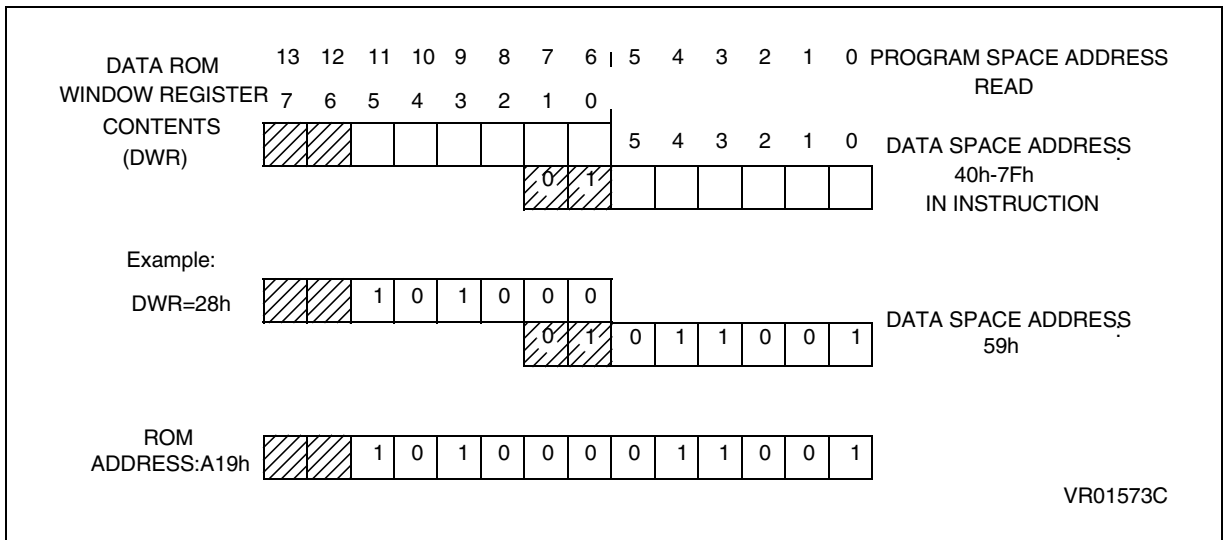 DATA ROM
WINDOW REGISTER
CONTENTS
(DWR)
13 12 11 10 9 8 7 6 5 4 3 2 1 0
PROGRAM SPACE ADDRESS
READ
7 6 5 4 3 2 1 0
5 4 3 2 1 0
DATA SPACE ADDRESS
40h-7Fh
IN INSTRUCTION
0 1
Example:
DWR=28h
1 0 1 0 0 0
0 1 0 1 1 0 0 1
DATA SPACE ADDRESS
59h
ROM
ADDRESS:A19h
1 0 1 0 0 0 0 1 1 0 0 1
VR01573C